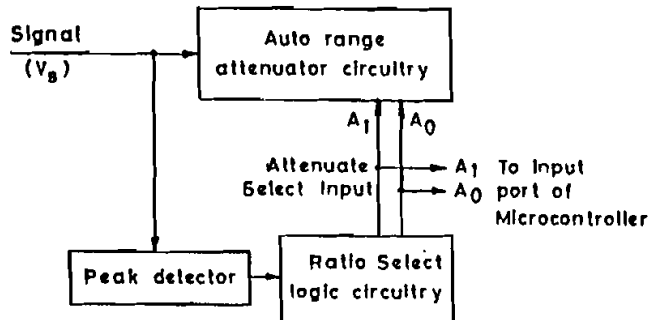 Signal
(Vs)
Auto range
attenuator circuitry
A1 A0
Attenuate
Select Input
A1 To Input
A0 port of
Microcontroller
Peak detector
Ratio Select
logic circuitry